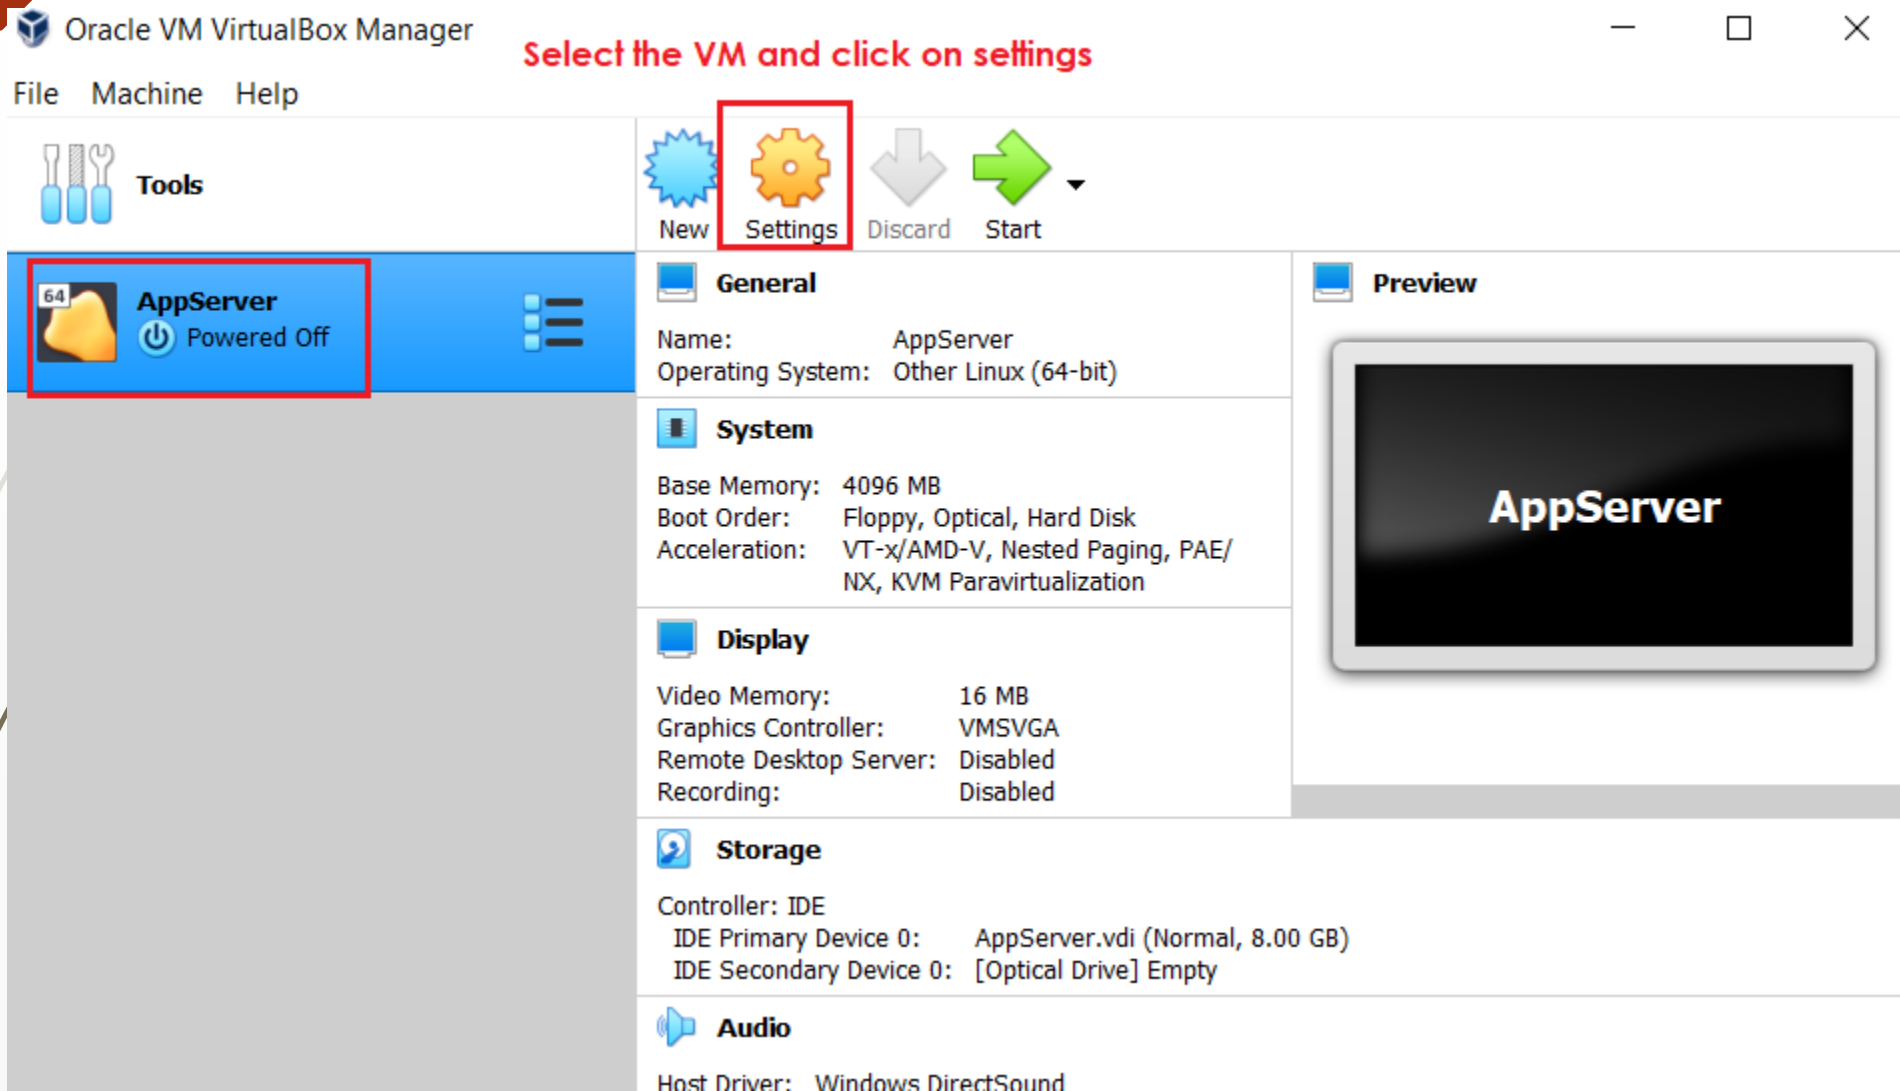 Oracle VM VirtualBox Manager
Select the VM and click on settings
File Machine Help
Tools
New Settings Discard Start
64
AppServer
Powered Off
General
Name: AppServer
Operating System: Other Linux (64-bit)
System
Base Memory: 4096 MB
Boot Order: Floppy, Optical, Hard Disk
Acceleration: VT-x/AMD-V, Nested Paging, PAE/
NX, KVM Paravirtualization
Display
Video Memory: 16 MB
Graphics Controller: VMSVGA
Remote Desktop Server: Disabled
Recording: Disabled
Preview
AppServer
Storage
Controller: IDE
IDE Primary Device 0: AppServer.vdi (Normal, 8.00 GB)
IDE Secondary Device 0: [Optical Drive] Empty
Audio
Host Driver: Windows DirectSound